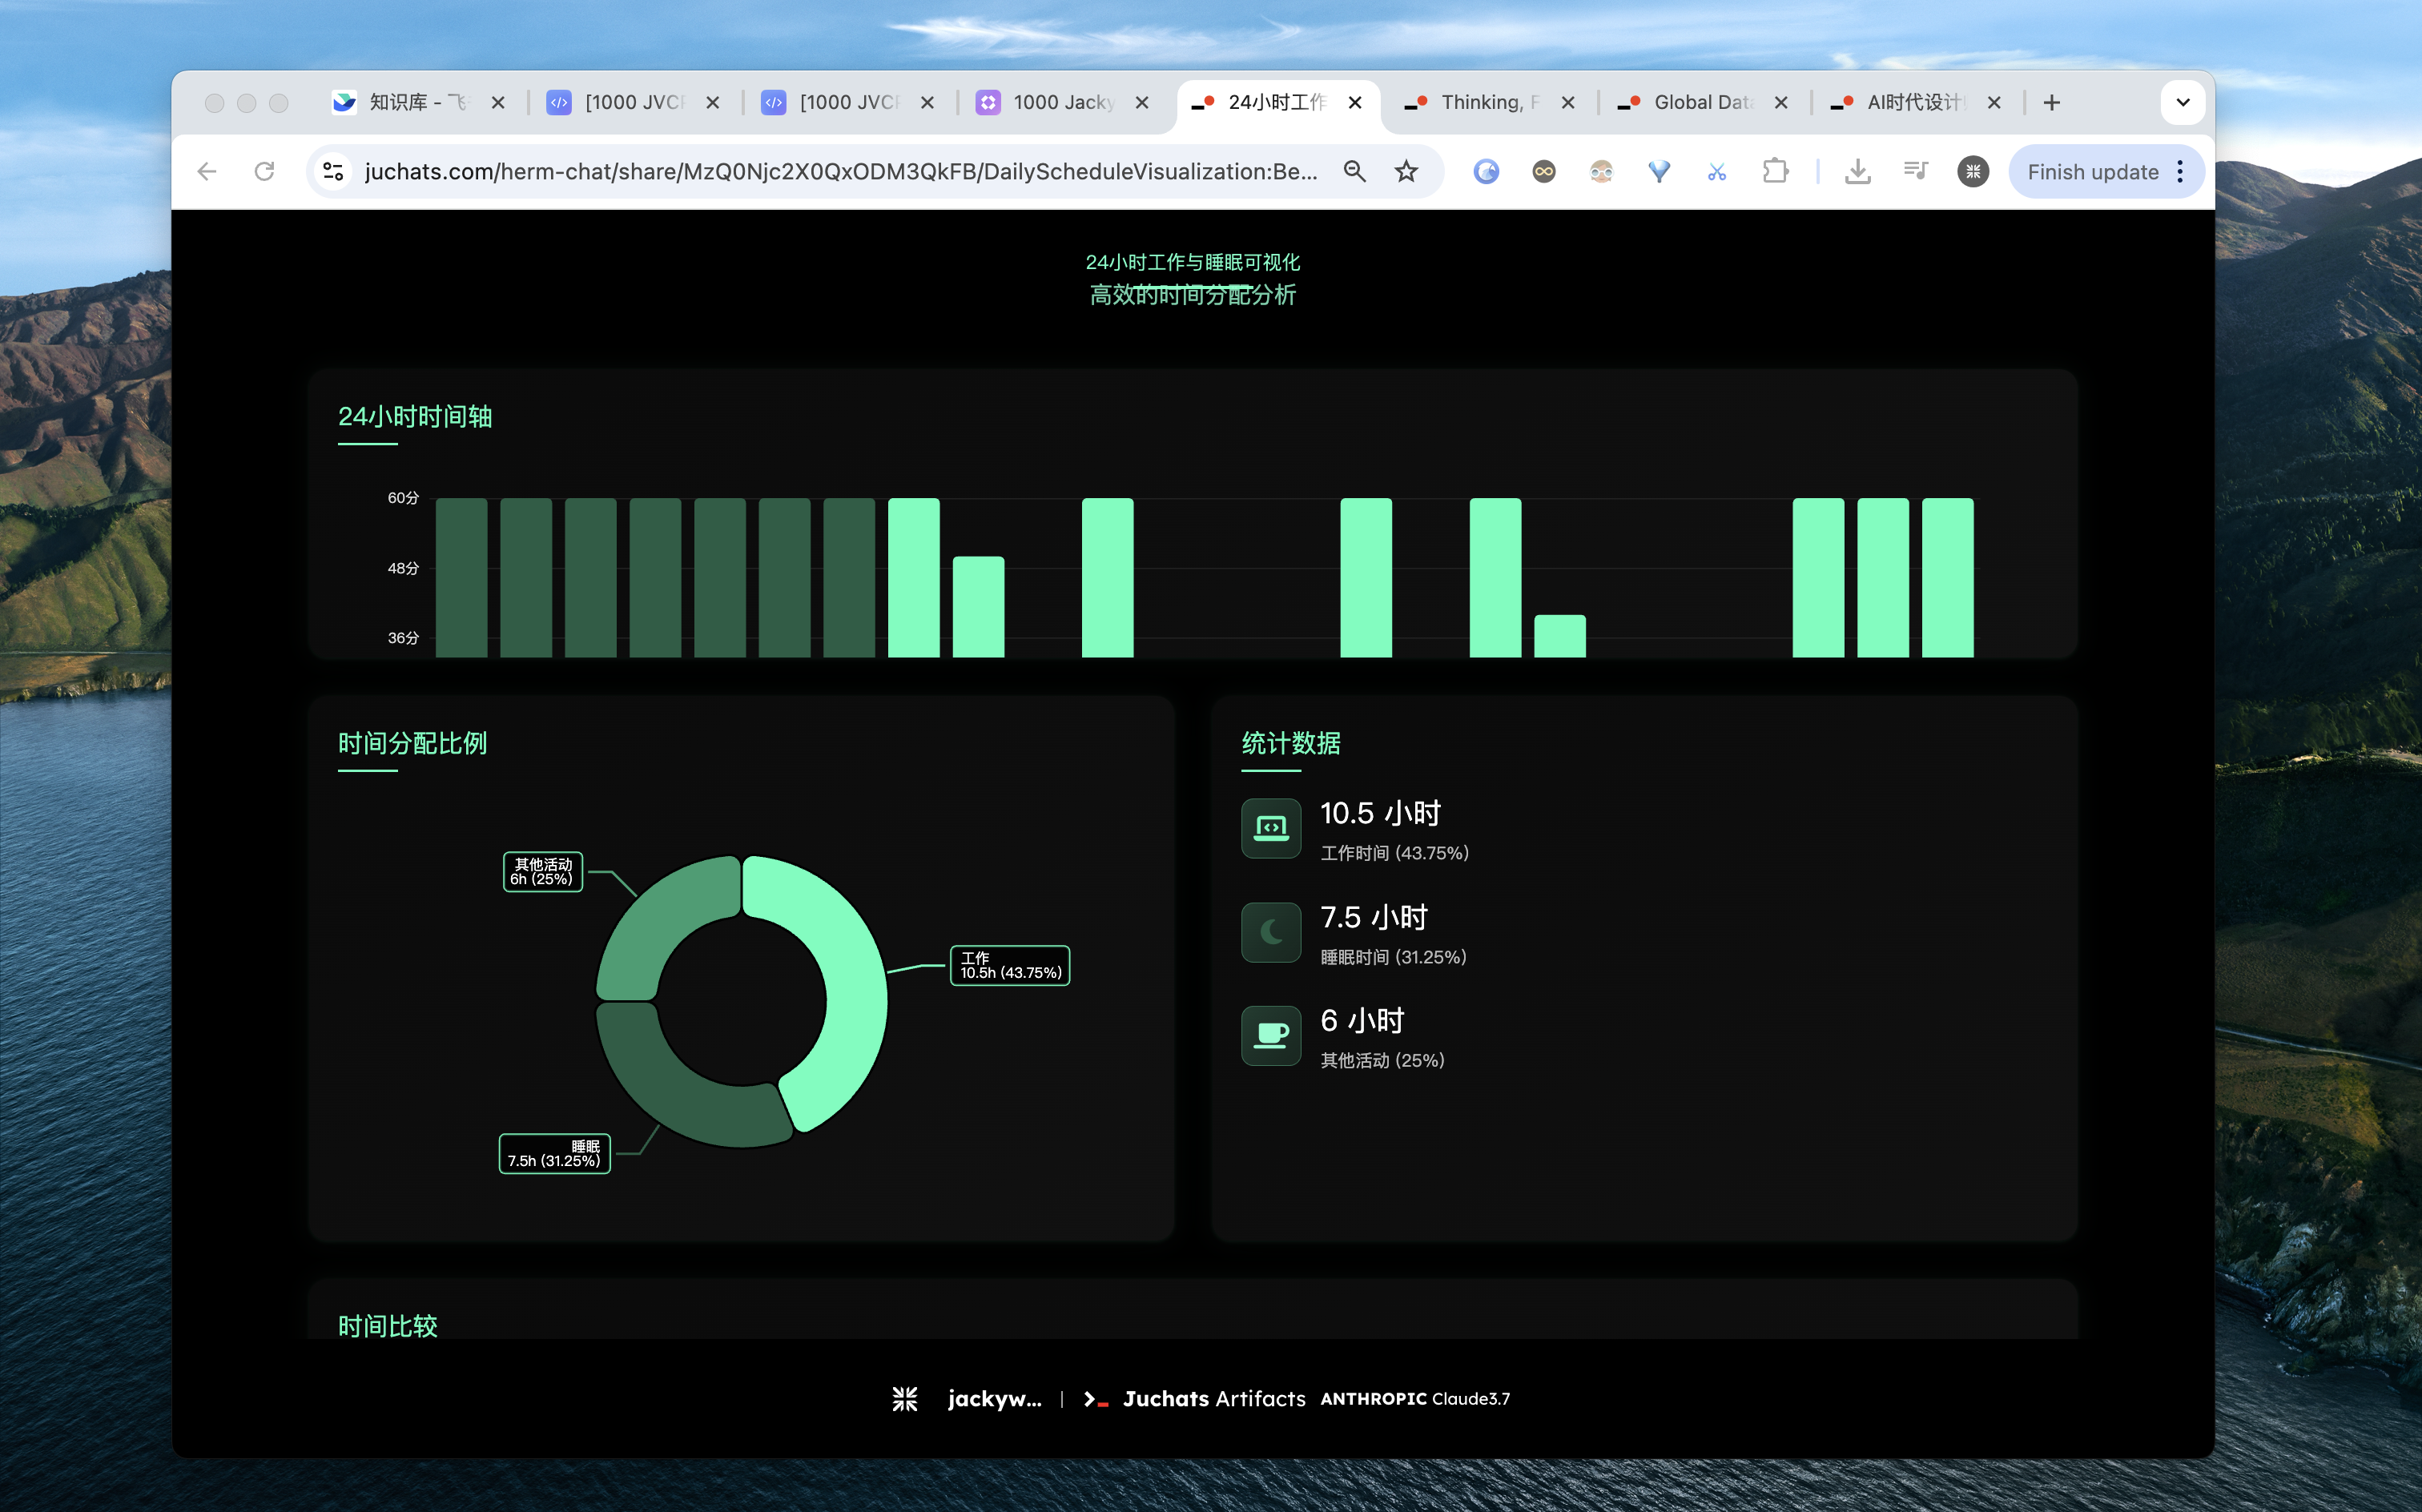 知识库 - 飞
[1000 JVCF
[1000 JVCF
1000 Jacky
24小时工作
Thinking, F
Global Data
AI时代设计
juchats.com/herm-chat/share/MzQ0Njc2X0QxODM3QkFB/DailyScheduleVisualization:Be...
Finish update
24小时工作与睡眠可视化
高效的时间分配分析
24小时时间轴
60分
48分
36分
时间分配比例
其他活动
6h (25%)
工作
10.5h (43.75%)
睡眠
7.5h (31.25%)
统计数据
10.5 小时
工作时间 (43.75%)
7.5 小时
睡眠时间 (31.25%)
6 小时
其他活动 (25%)
时间比较
jackyw... | Juchats Artifacts ANTHROPIC Claude3.7